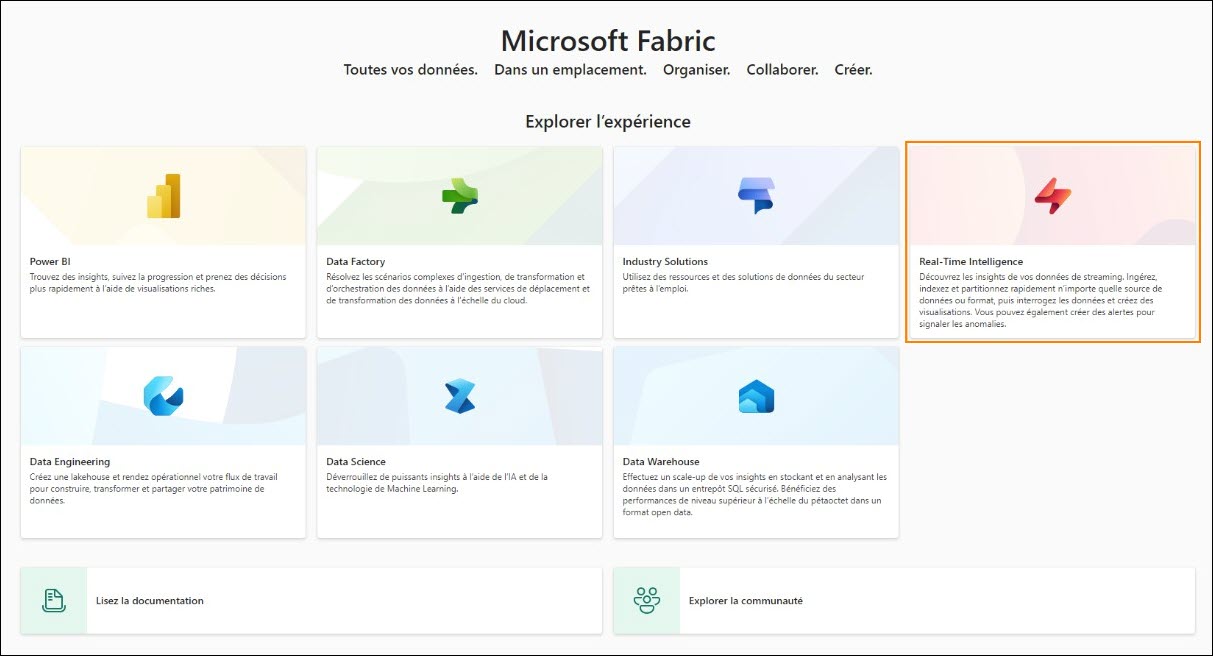 Microsoft Fabric
Toutes vos données. Dans un emplacement. Organiser. Collaborer. Créer.
Explorer l'expérience
Power BI
Trouvez des insights, suivez la progression et prenez des décisions
plus rapidement à l'aide de visualisations riches.
Data Factory
Résolvez les scénarios complexes d'ingestion, de transformation et
d'orchestration des données à l'aide des services de déplacement et
de transformation des données à l'échelle du cloud.
Industry Solutions
Utilisez des ressources et des solutions de données du secteur
prêtes à l'emploi.
Real-Time Intelligence
Découvrez les insights de vos données de streaming. Ingérez,
indexez et partitionnez rapidement n'importe quelle source de
données ou format, puis interrogez les données et créez des
visualisations. Vous pouvez également créer des alertes pour
signaler les anomalies.
Data Engineering
Créez une lakehouse et rendez opérationnel votre flux de travail
pour construire, transformer et partager votre patrimoine de
données.
Data Science
Déverrouillez de puissants insights à l'aide de l'IA et de la
technologie de Machine Learning.
Data Warehouse
Effectuez un scale-up de vos insights en stockant et en analysant les
données dans un entrepôt SQL sécurisé. Bénéficiez des
performances de niveau supérieur à l'échelle du pétaoctet dans un
format open data.
Lisez la documentation
Explorer la communauté